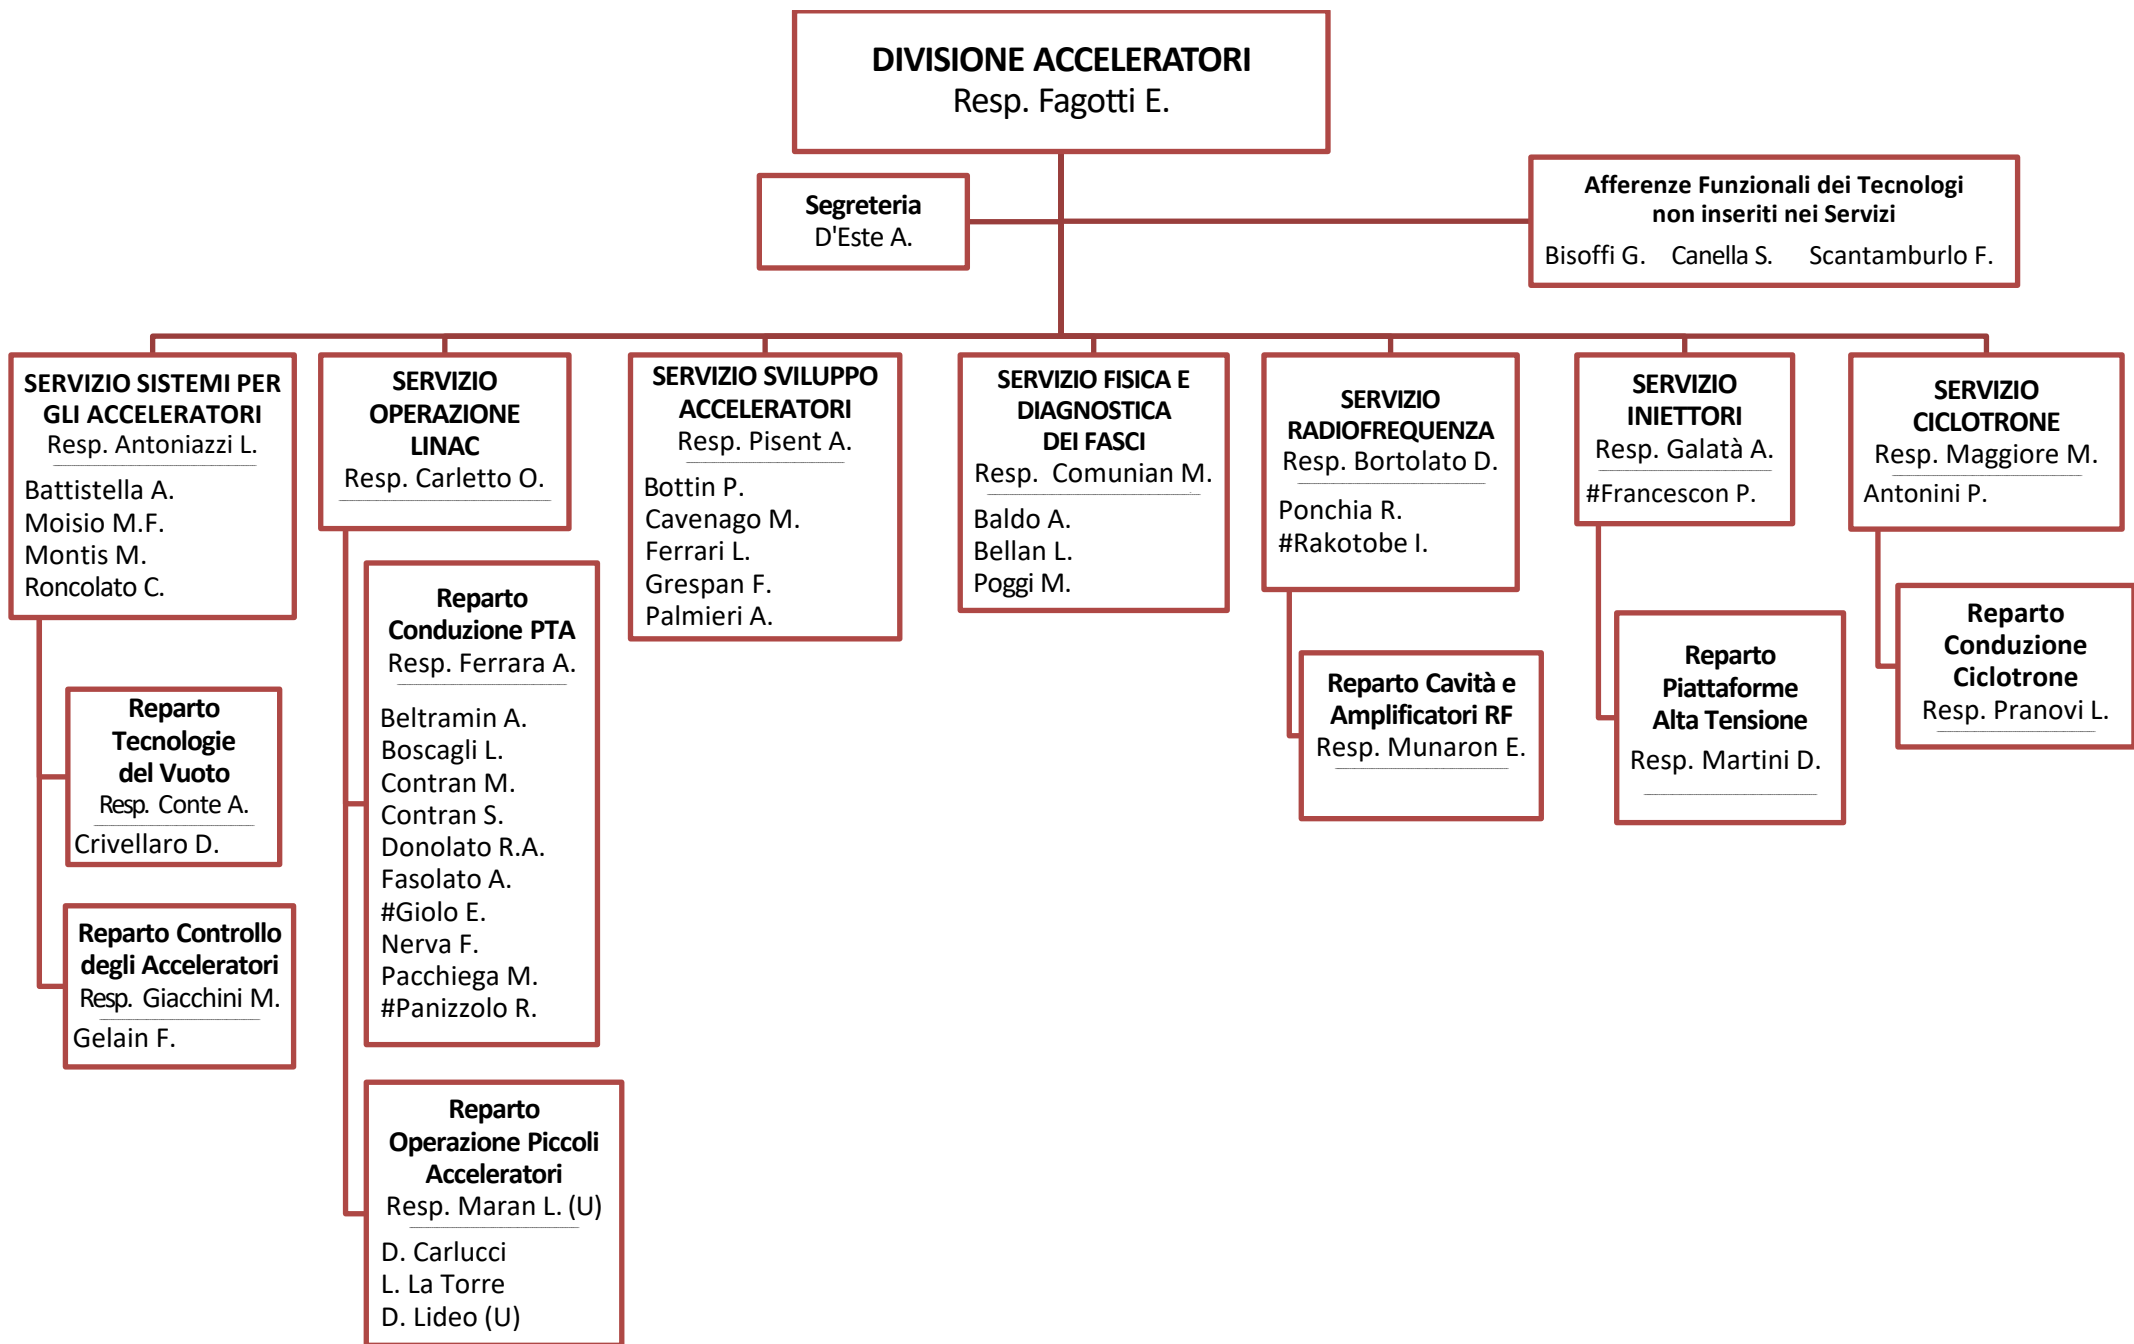 DIVISIONE ACCELERATORI
Resp. Fagotti E.
Segreteria
D'Este A.
Afferenze Funzionali dei Tecnologi
non inseriti nei Servizi
Bisoffi G. Canella S. Scantamburlo F.
SERVIZIO SISTEMI PER
GLI ACCELERATORI
Resp. Antoniazzi L.
Battistella A.
Moisio M.F.
Montis M.
Roncolato C.
Reparto
Tecnologie
del Vuoto
Resp. Conte A.
Crivellaro D.
Reparto Controllo
degli Acceleratori
Resp. Giacchini M.
Gelain F.
SERVIZIO
OPERAZIONE
LINAC
Resp. Carletto O.
Reparto
Conduzione PTA
Resp. Ferrara A.
Beltramin A.
Boscagli L.
Contran M.
Contran S.
Donolato R.A.
Fasolato A.
#Giolo E.
Nerva F.
Pacchiega M.
#Panizzolo R.
Reparto
Operazione Piccoli
Acceleratori
Resp. Maran L. (U)
D. Carlucci
L. La Torre
D. Lideo (U)
SERVIZIO SVILUPPO
ACCELERATORI
Resp. Pisent A.
Bottin P.
Cavenago M.
Ferrari L.
Grespan F.
Palmieri A.
SERVIZIO FISICA E
DIAGNOSTICA
DEI FASCI
Resp. Comunian M.
Baldo A.
Bellan L.
Poggi M.
SERVIZIO
RADIOFREQUENZA
Resp. Bortolato D.
Ponchia R.
#Rakotobe I.
Reparto Cavità e
Amplificatori RF
Resp. Munaron E.
SERVIZIO
INIETTORI
Resp. Galatà A.
#Francescon P.
Reparto
Piattaforme
Alta Tensione
Resp. Martini D.
SERVIZIO
CICLOTRONE
Resp. Maggiore M.
Antonini P.
Reparto
Conduzione
Ciclotrone
Resp. Pranovi L.